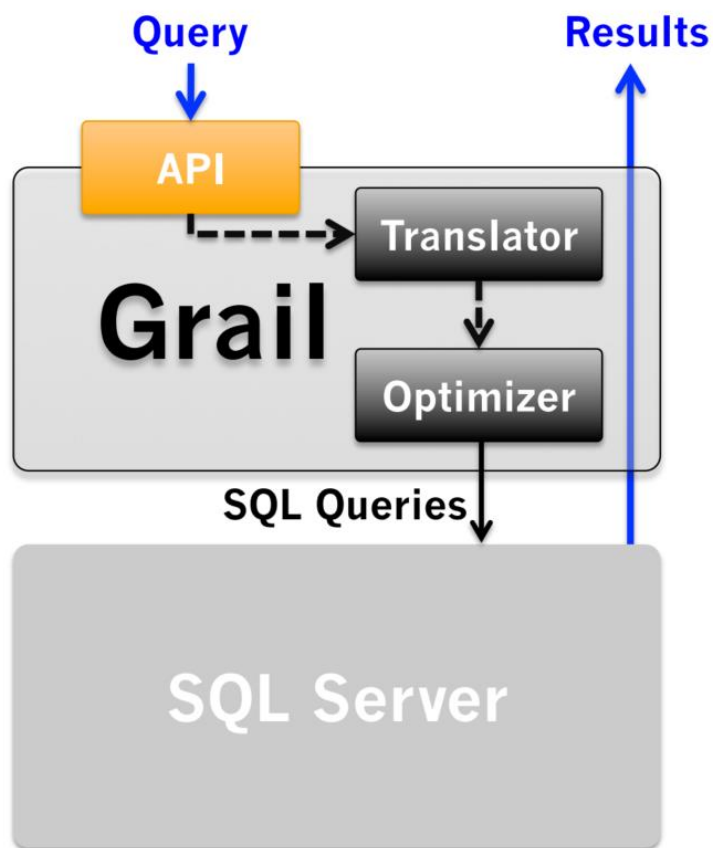 Query
Results
API
Translator
Grail
Optimizer
SQL Queries
SQL Server